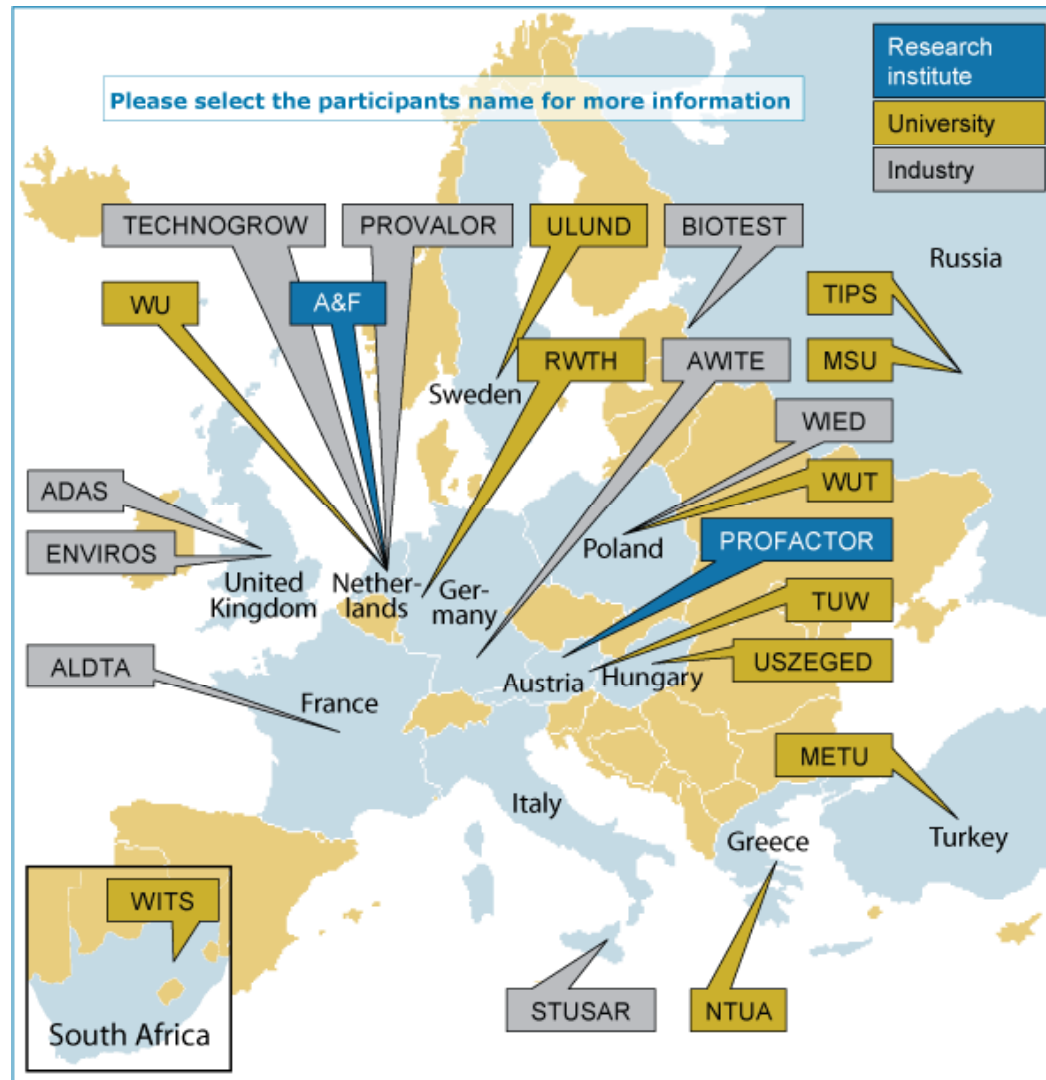 Research
institute
University
Industry
Please select the participants name for more information
TECHNOGROW
PROVALOR
ULUND
BIOTEST
Russia
WU
A&F
TIPS
RWTH
AWITE
MSU
Sweden
WIED
ADAS
WUT
ENVIROS
Poland
PROFACTOR
United
Kingdom
Nether-
lands
Ger-
many
TUW
ALDTA
France
Austria
Hungary
USZEGED
METU
Italy
Greece
Turkey
WITS
South Africa
STUSAR
NTUA